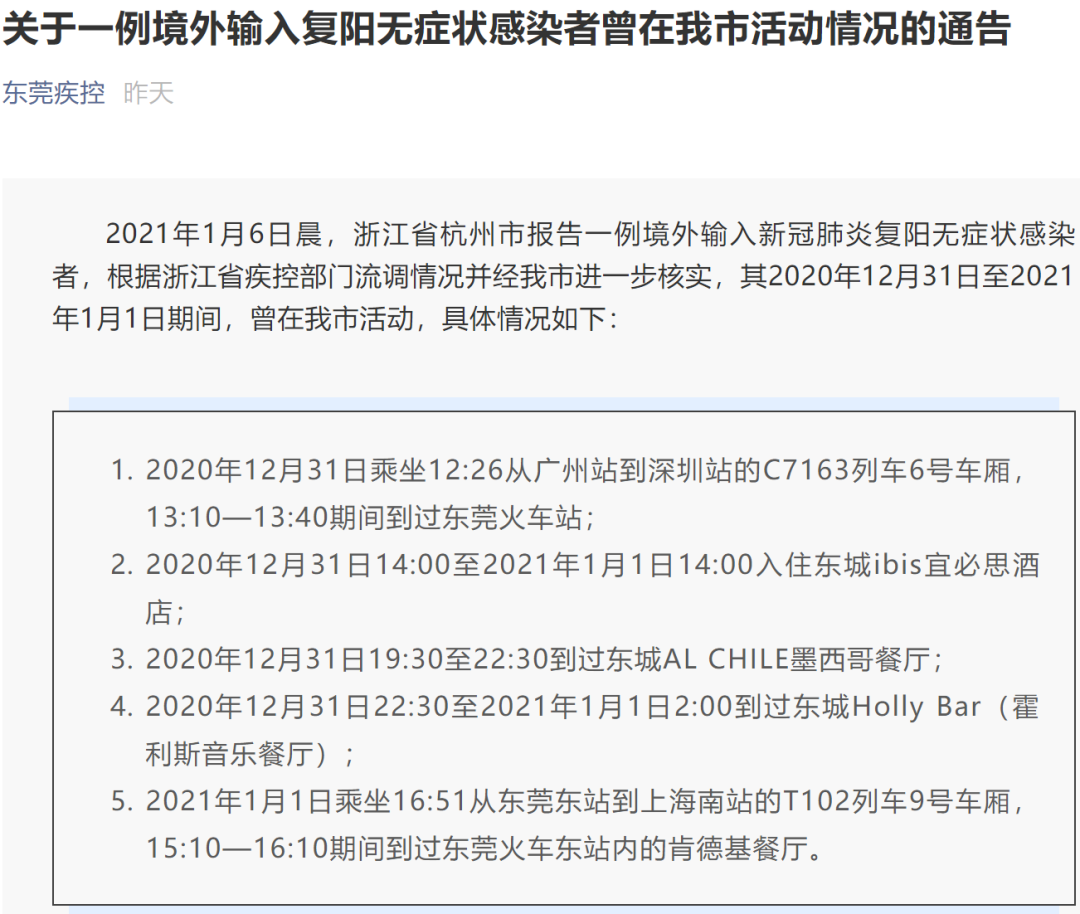 关于一例境外输入复阳无症状感染者曾在我市活动情况的通告
东莞疾控 昨天
2021年1月6日晨，浙江省杭州市报告一例境外输入新冠肺炎复阳无症状感染
者，根据浙江省疾控部门流调情况并经我市进一步核实，其2020年12月31日至2021
年1月1日期间，曾在我市活动，具体情况如下：
1. 2020年12月31日乘坐12:26从广州站到深圳站的C7163列车6号车厢，
13:10—13:40期间到过东莞火车站；
2. 2020年12月31日14:00至2021年1月1日14:00入住东城ibis宜必思酒
店；
3. 2020年12月31日19:30至22:30到过东城AL CHILE墨西哥餐厅；
4. 2020年12月31日22:30至2021年1月1日2:00到过东城Holly Bar（霍
利斯音乐餐厅）；
5. 2021年1月1日乘坐16:51从东莞东站到上海南站的T102列车9号车厢，
15:10—16:10期间到过东莞火车东站内的肯德基餐厅。